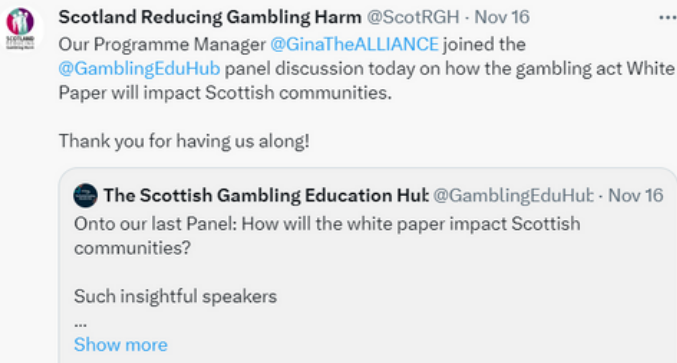 Scotland Reducing Gambling Harm @ScotRGH · Nov 16 ...
Our Programme Manager @GinaTheALLIANCE joined the
@GamblingEduHub panel discussion today on how the gambling act White
Paper will impact Scottish communities.
Thank you for having us along!
The Scottish Gambling Education Hub @GamblingEduHub · Nov 16
Onto our last Panel: How will the white paper impact Scottish
communities?
Such insightful speakers
...
Show more